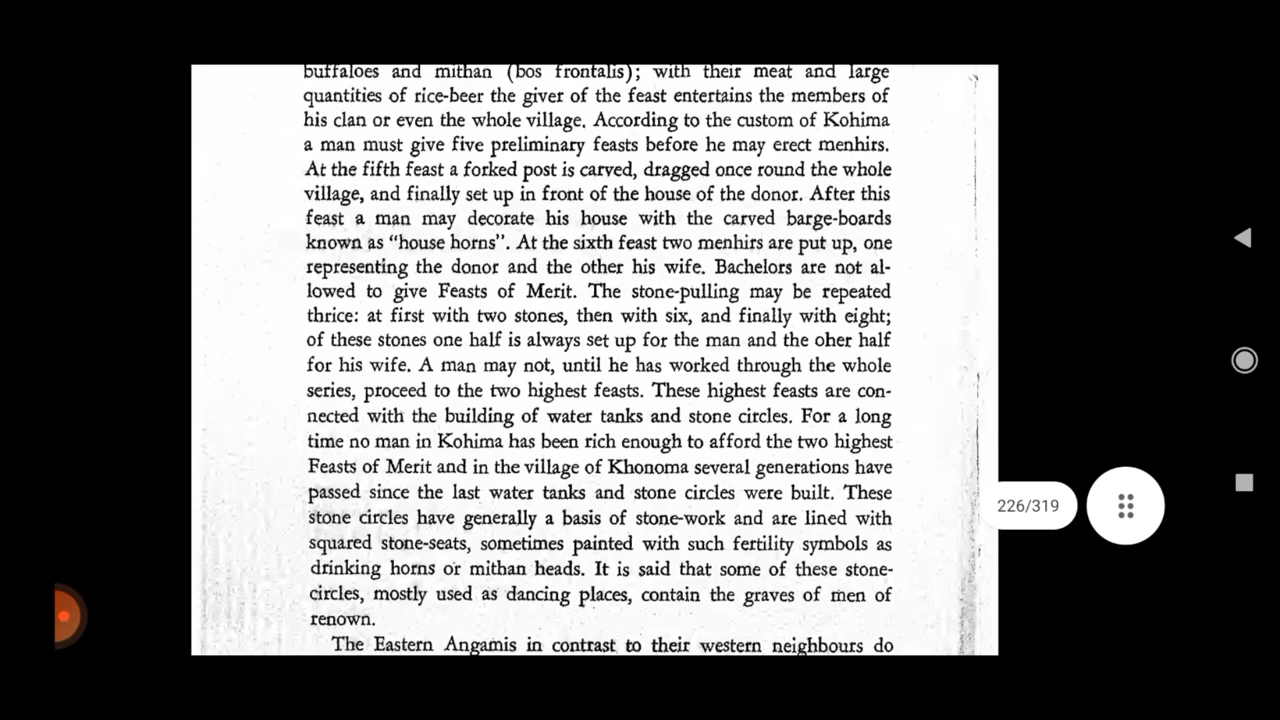 buffaloes and mithan (bos frontalis); with their meat and large
quantities of rice-beer the giver of the feast entertains the members of
his clan or even the whole village. According to the custom of Kohima
a man must give five preliminary feasts before he may erect menhirs.
At the fifth feast a forked post is carved, dragged once round the whole
village, and finally set up in front of the house of the donor. After this
feast a man may decorate his house with the carved barge-boards
known as “house horns”. At the sixth feast two menhirs are put up, one
representing the donor and the other his wife. Bachelors are not al-
lowed to give Feasts of Merit. The stone-pulling may be repeated
thrice: at first with two stones, then with six, and finally with eight;
of these stones one half is always set up for the man and the oher half
for his wife. A man may not, until he has worked through the whole
series, proceed to the two highest feasts. These highest feasts are con-
nected with the building of water tanks and stone circles. For a long
time no man in Kohima has been rich enough to afford the two highest
Feasts of Merit and in the village of Khonoma several generations have
passed since the last water tanks and stone circles were built. These
stone circles have generally a basis of stone-work and are lined with
squared stone-seats, sometimes painted with such fertility symbols as
drinking horns or mithan heads. It is said that some of these stone-
circles, mostly used as dancing places, contain the graves of men of
renown.
The Eastern Angamis in contrast to their western neighbours do
226/319